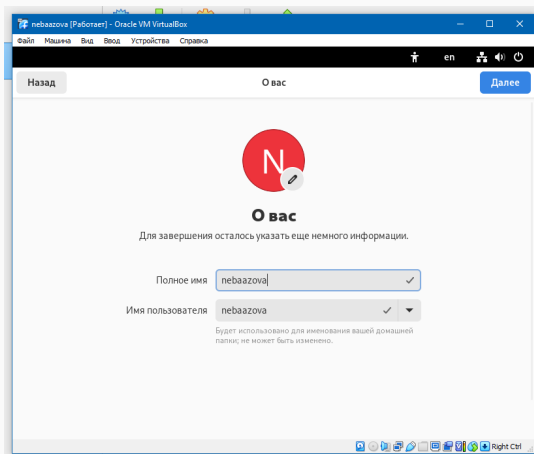 nebaazova [Работает] - Oracle VM VirtualBox
Файл Машина Вид Ввод Устройства Справка
en
Назад О вас Далее
N
О вас
Для завершения осталось указать еще немного информации.
Полное имя nebaazova
Имя пользователя nebaazova
Будет использовано для именования вашей домашней
папки; не может быть изменено.
Right Ctrl